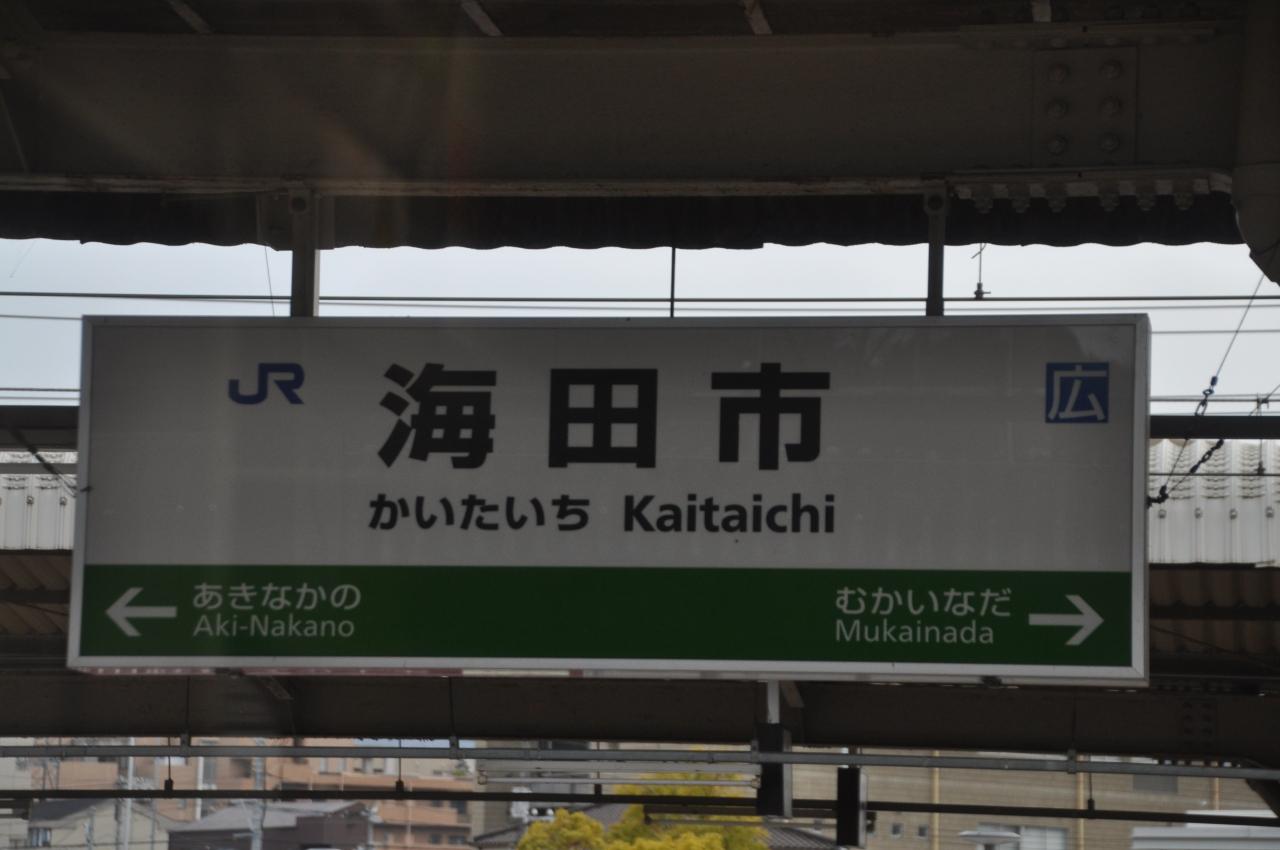 JR 海田市 広
かいたいち Kaitaichi
← あきなかの むかいなだ →
Aki-Nakano Mukainada